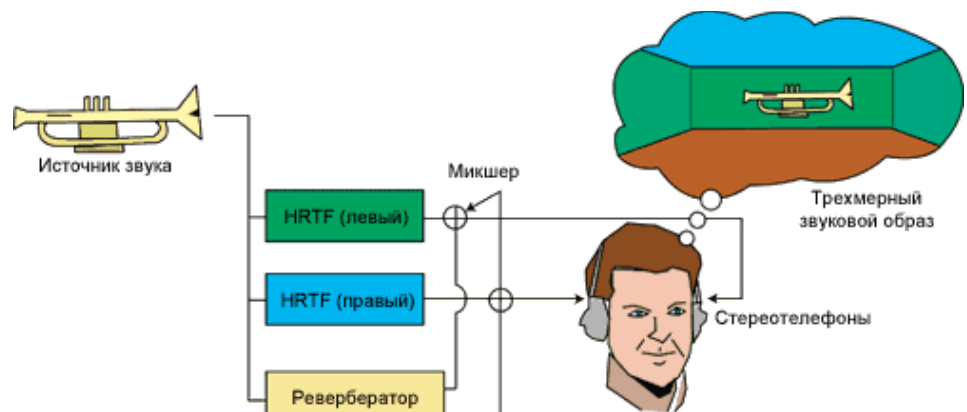 Источник звука
Микшер
Трехмерный
звуковой образ
HRTF (левый)
HRTF (правый)
Стереотелефоны
Ревербератор